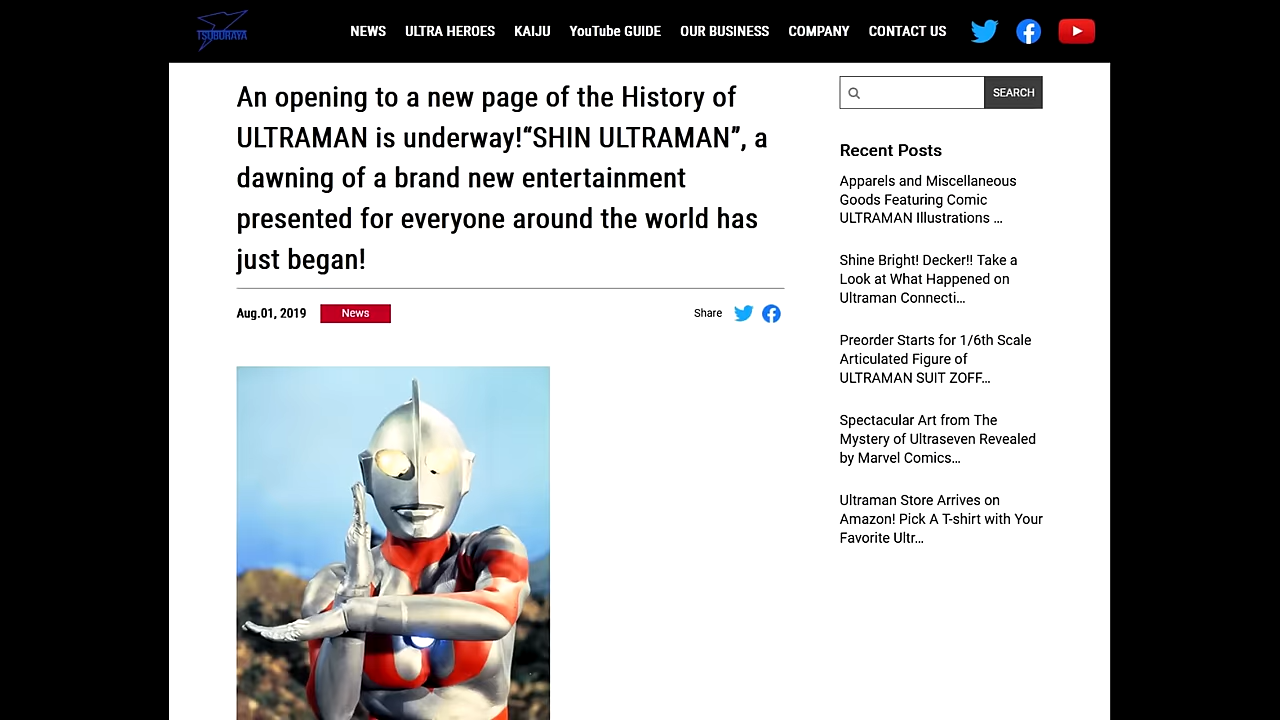 TSUBURAYA
NEWS ULTRA HEROES KAIJU YouTube GUIDE OUR BUSINESS COMPANY CONTACT US
An opening to a new page of the History of
ULTRAMAN is underway!“SHIN ULTRAMAN”, a
dawning of a brand new entertainment
presented for everyone around the world has
just began!
Aug.01, 2019 News Share
SEARCH
Recent Posts
Apparels and Miscellaneous
Goods Featuring Comic
ULTRAMAN Illustrations ...
Shine Bright! Decker!! Take a
Look at What Happened on
Ultraman Connecti...
Preorder Starts for 1/6th Scale
Articulated Figure of
ULTRAMAN SUIT ZOFF...
Spectacular Art from The
Mystery of Ultraseven Revealed
by Marvel Comics...
Ultraman Store Arrives on
Amazon! Pick A T-shirt with Your
Favorite Ultr...